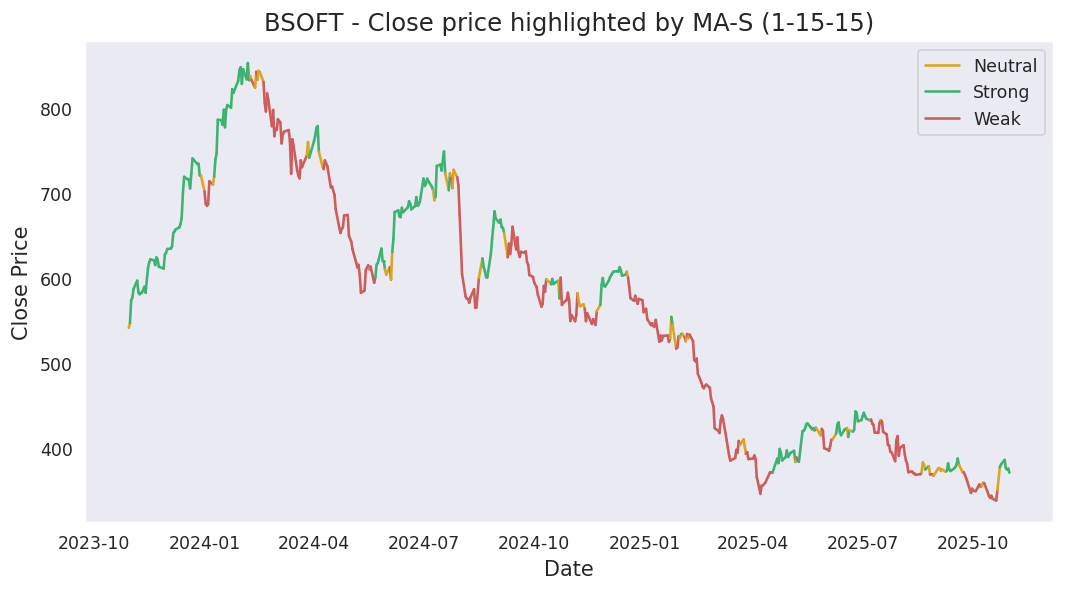 BSOFT - Close price highlighted by MA-S (1-15-15)
Neutral
Strong
Weak
Close Price
800
700
600
500
400
2023-10 2024-01 2024-04 2024-07 2024-10 2025-01 2025-04 2025-07 2025-10
Date